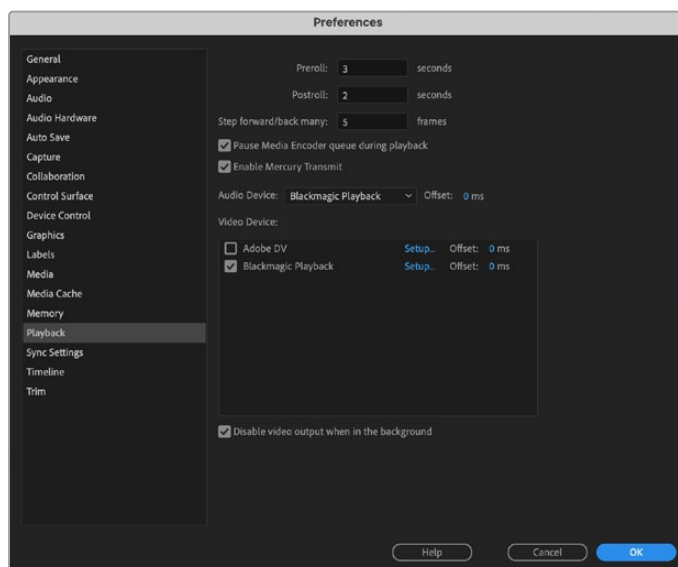 Preferences
General
Appearance
Audio
Audio Hardware
Auto Save
Capture
Collaboration
Control Surface
Device Control
Graphics
Labels
Media
Media Cache
Memory
Playback
Sync Settings
Timeline
Trim
Preroll: 3 seconds
Postroll: 2 seconds
Step forward/back many: 5 frames
Pause Media Encoder queue during playback
Enable Mercury Transmit
Audio Device: Blackmagic Playback Offset: 0 ms
Video Device:
Adobe DV Setup... Offset: 0 ms
Blackmagic Playback Setup... Offset: 0 ms
Disable video output when in the background
Help Cancel OK